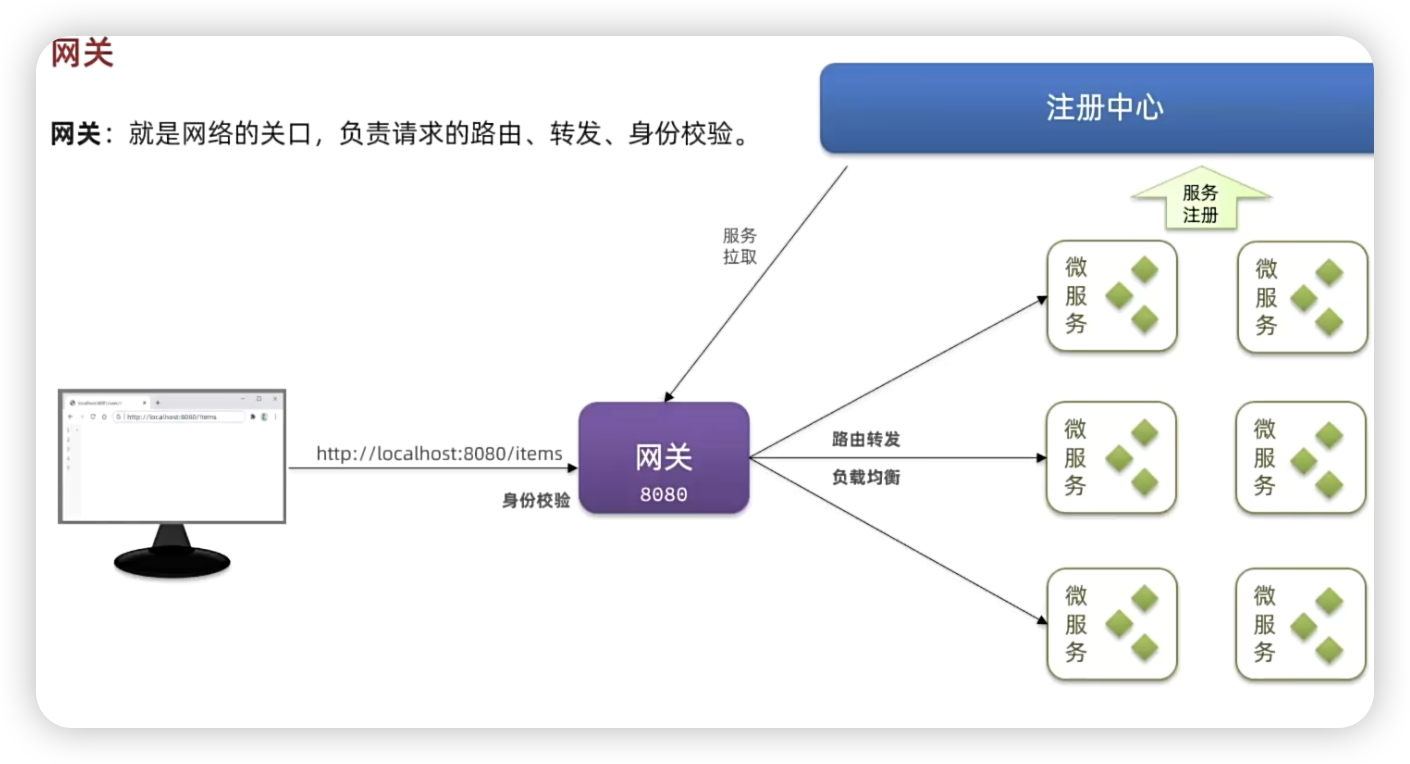 网关
网关：就是网络的关口，负责请求的路由、转发、身份校验。
注册中心
服务
注册
服务
拉取
微
服
务
微
服
务
http://localhost:8080/items
http://localhost:8080/items
身份校验
网关
8080
路由转发
负载均衡
微
服
务
微
服
务
微
服
务
微
服
务